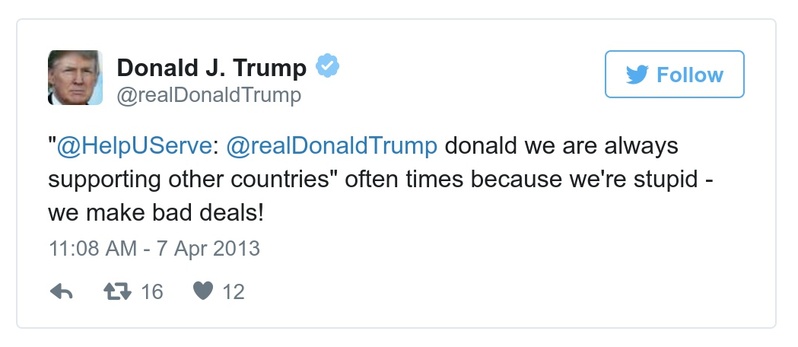 Donald J. Trump
@realDonaldTrump
Follow
"@HelpUServe: @realDonaldTrump donald we are always
supporting other countries" often times because we're stupid -
we make bad deals!
11:08 AM - 7 Apr 2013
16 12